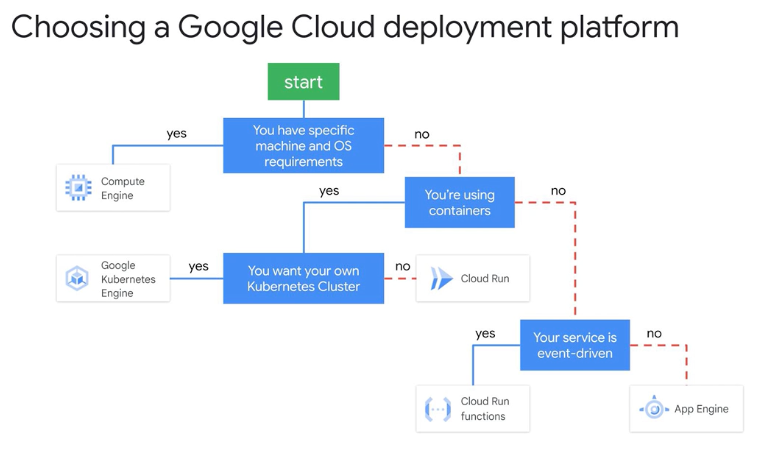 Choosing a Google Cloud deployment platform
start
You have specific
machine and OS
requirements
yes
no
Compute
Engine
You're using
containers
yes
no
You want your own
Kubernetes Cluster
yes
no
Google
Kubernetes
Engine
Cloud Run
Your service is
event-driven
yes
no
Cloud Run
functions
App Engine